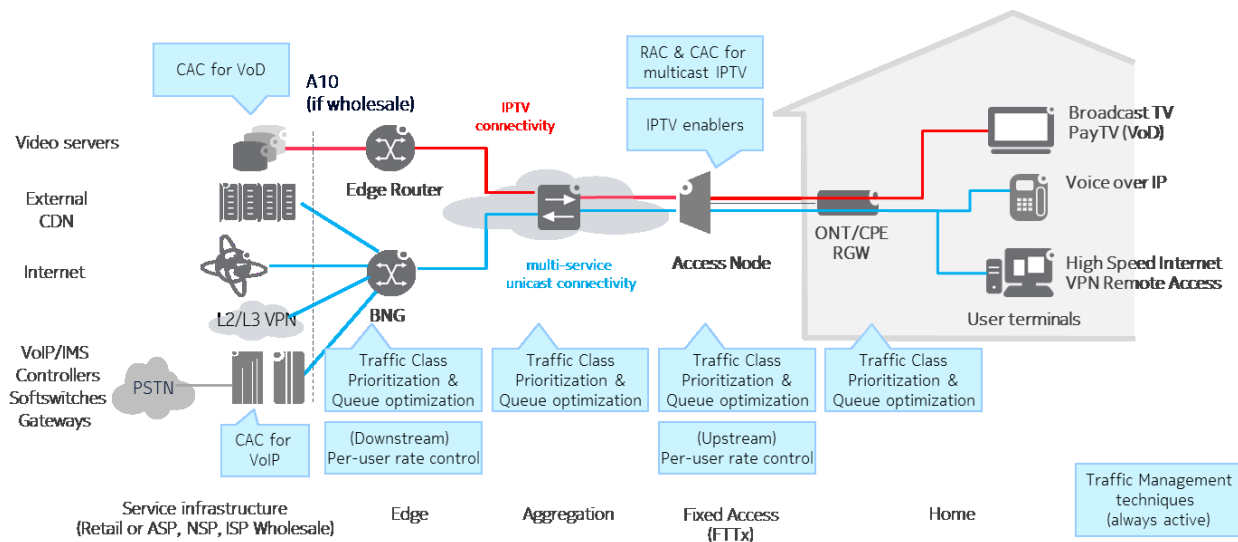 CAC for VoD
RAC & CAC for
multicast IPTV
A10
(if wholesale)
IPTV
connectivity
IPTV enablers
Broadcast TV
PayTV (VoD)
Video servers
Edge Router
External
CDN
Voice over IP
ONT/CPE
RGW
Internet
multi-service
unicast connectivity
Access Node
High Speed Internet
VPN Remote Access
L2/L3 VPN
BNG
User terminals
VoIP/IMS
Controllers
Softswitches
Gateways
PSTN
Traffic Class
Prioritization &
Queue optimization
Traffic Class
Prioritization &
Queue optimization
Traffic Class
Prioritization &
Queue optimization
Traffic Class
Prioritization &
Queue optimization
CAC for
VoIP
(Downstream)
Per-user rate control
(Upstream)
Per-user rate control
Traffic Management
techniques
(always active)
Service infrastructure
(Retail or ASP, NSP, ISP Wholesale)
Edge
Aggregation
Fixed Access
(FTTx)
Home